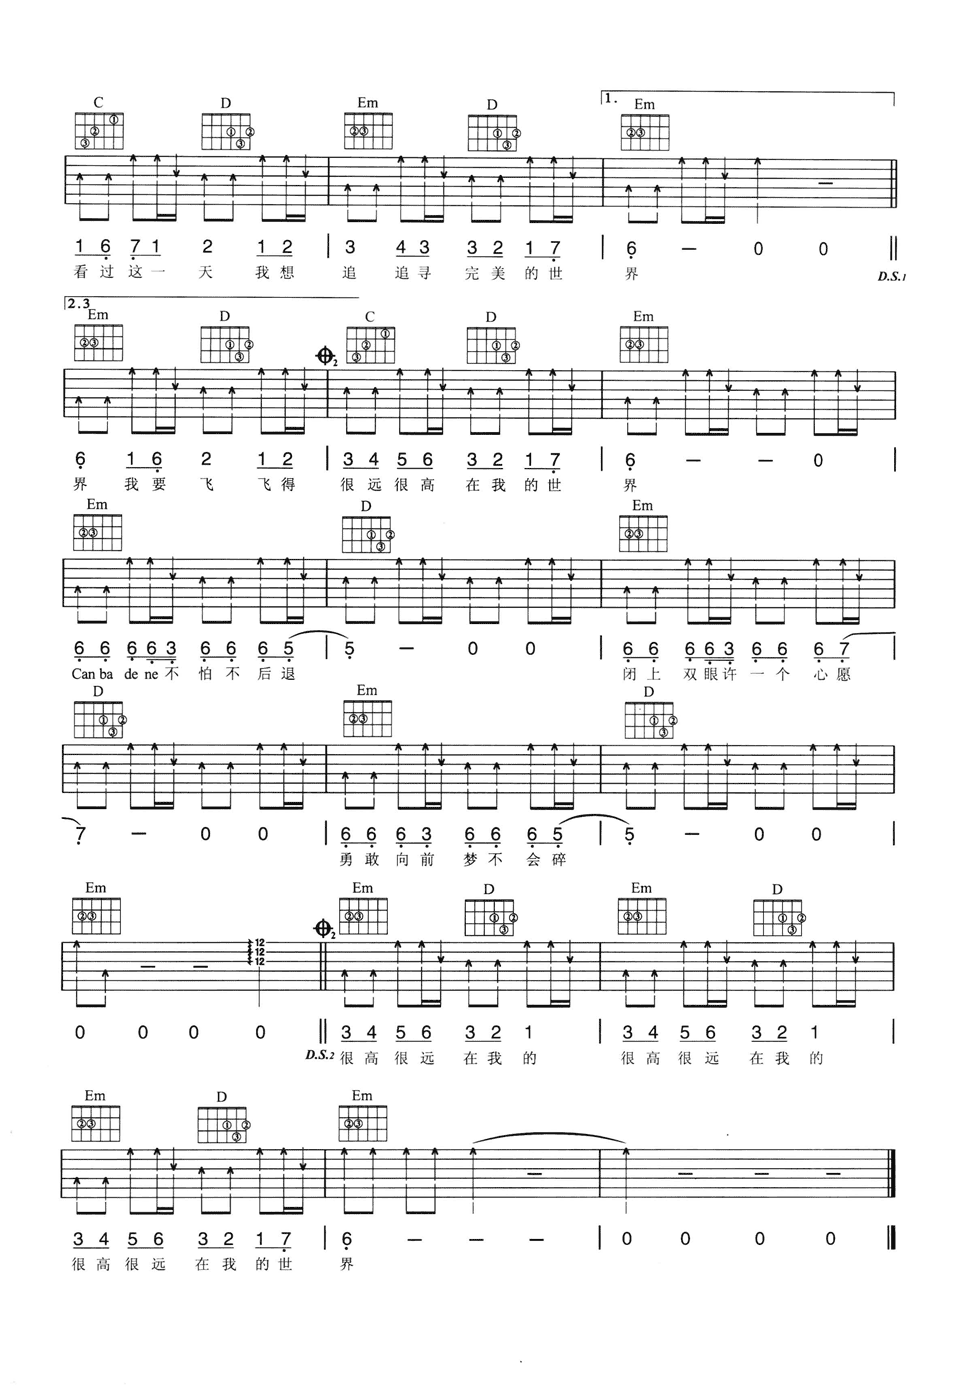 1.
C D Em D Em
1 6 7 1 2 1 2 | 3 4 3 3 2 1 7 | 6 — 0 0 ‖
看过这一天 我想 追 追寻 完美的世 界
D.S.1
2.3
Em D C D Em
2
6 1 6 2 1 2 | 3 4 5 6 3 2 1 7 | 6 — — 0 |
界 我要 飞 飞得 很远很高 在我的世 界
Em D Em
6 6 6 6 3 6 6 6 5 | 5 — 0 0 | 6 6 6 6 3 6 6 6 7 |
Can ba de ne不 怕不 后退 闭上 双眼许一个 心愿
D Em D
7 — 0 0 | 6 6 6 3 6 6 6 5 | 5 — 0 0 |
勇敢向前 梦不 会碎
Em Em D Em D
12
12
12
2
0 0 0 0 ‖ 3 4 5 6 3 2 1 | 3 4 5 6 3 2 1 |
D.S.2 很高很远 在我的 很高很远 在我的
Em D Em
3 4 5 6 3 2 1 7 | 6 — — — | 0 0 0 0 ‖
很高很远 在我的世 界